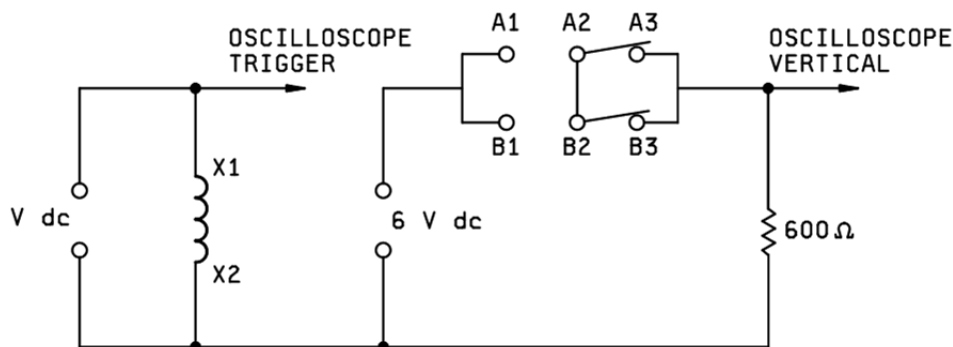 A1 A2 A3
OSCILLOSCOPE
TRIGGER
OSCILLOSCOPE
VERTICAL
B1 B2 B3
X1
V dc
6 V dc
600Ω
X2